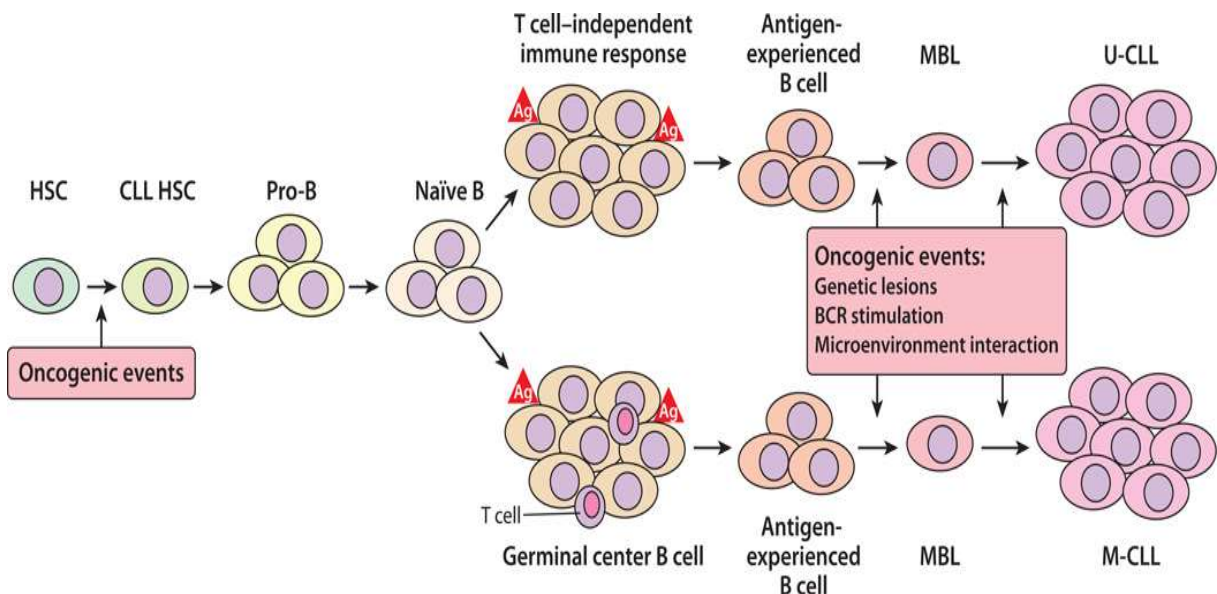 T cell–independent
immune response
Antigen-
experienced
B cell
MBL
U-CLL
Ag
Ag
HSC
CLL HSC
Pro-B
Naïve B
Oncogenic events
Oncogenic events:
Genetic lesions
BCR stimulation
Microenvironment interaction
Ag
Ag
T cell
Germinal center B cell
Antigen-
experienced
B cell
MBL
M-CLL